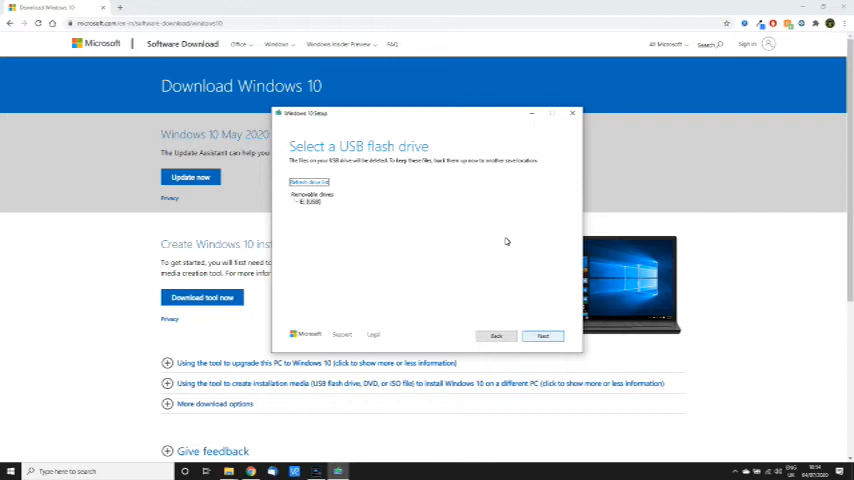 Download Windows 10
microsoft.com/en-in/software-download/windows10
Microsoft
Software Download
Office
Windows
Windows Insider Preview
FAQ
All Microsoft
Search
Sign in
Download Windows 10
Windows 10 May 2020
The Update Assistant can help you
Update now
Privacy
Create Windows 10 inst
To get started, you will first need to
media creation tool. For more infor
Download tool now
Privacy
Windows 10 Setup
Select a USB flash drive
The files on your USB drive will be deleted. To keep these files, back them up now to another save location.
Refresh drive list
Removable drives
E: (USB)
Microsoft
Support
Legal
Back
Next
Using the tool to upgrade this PC to Windows 10 (click to show more or less information)
Using the tool to create installation media (USB flash drive, DVD, or ISO file) to install Windows 10 on a different PC (click to show more or less information)
More download options
Give feedback
Type here to search
ENG
UK
16:54
04/07/2020